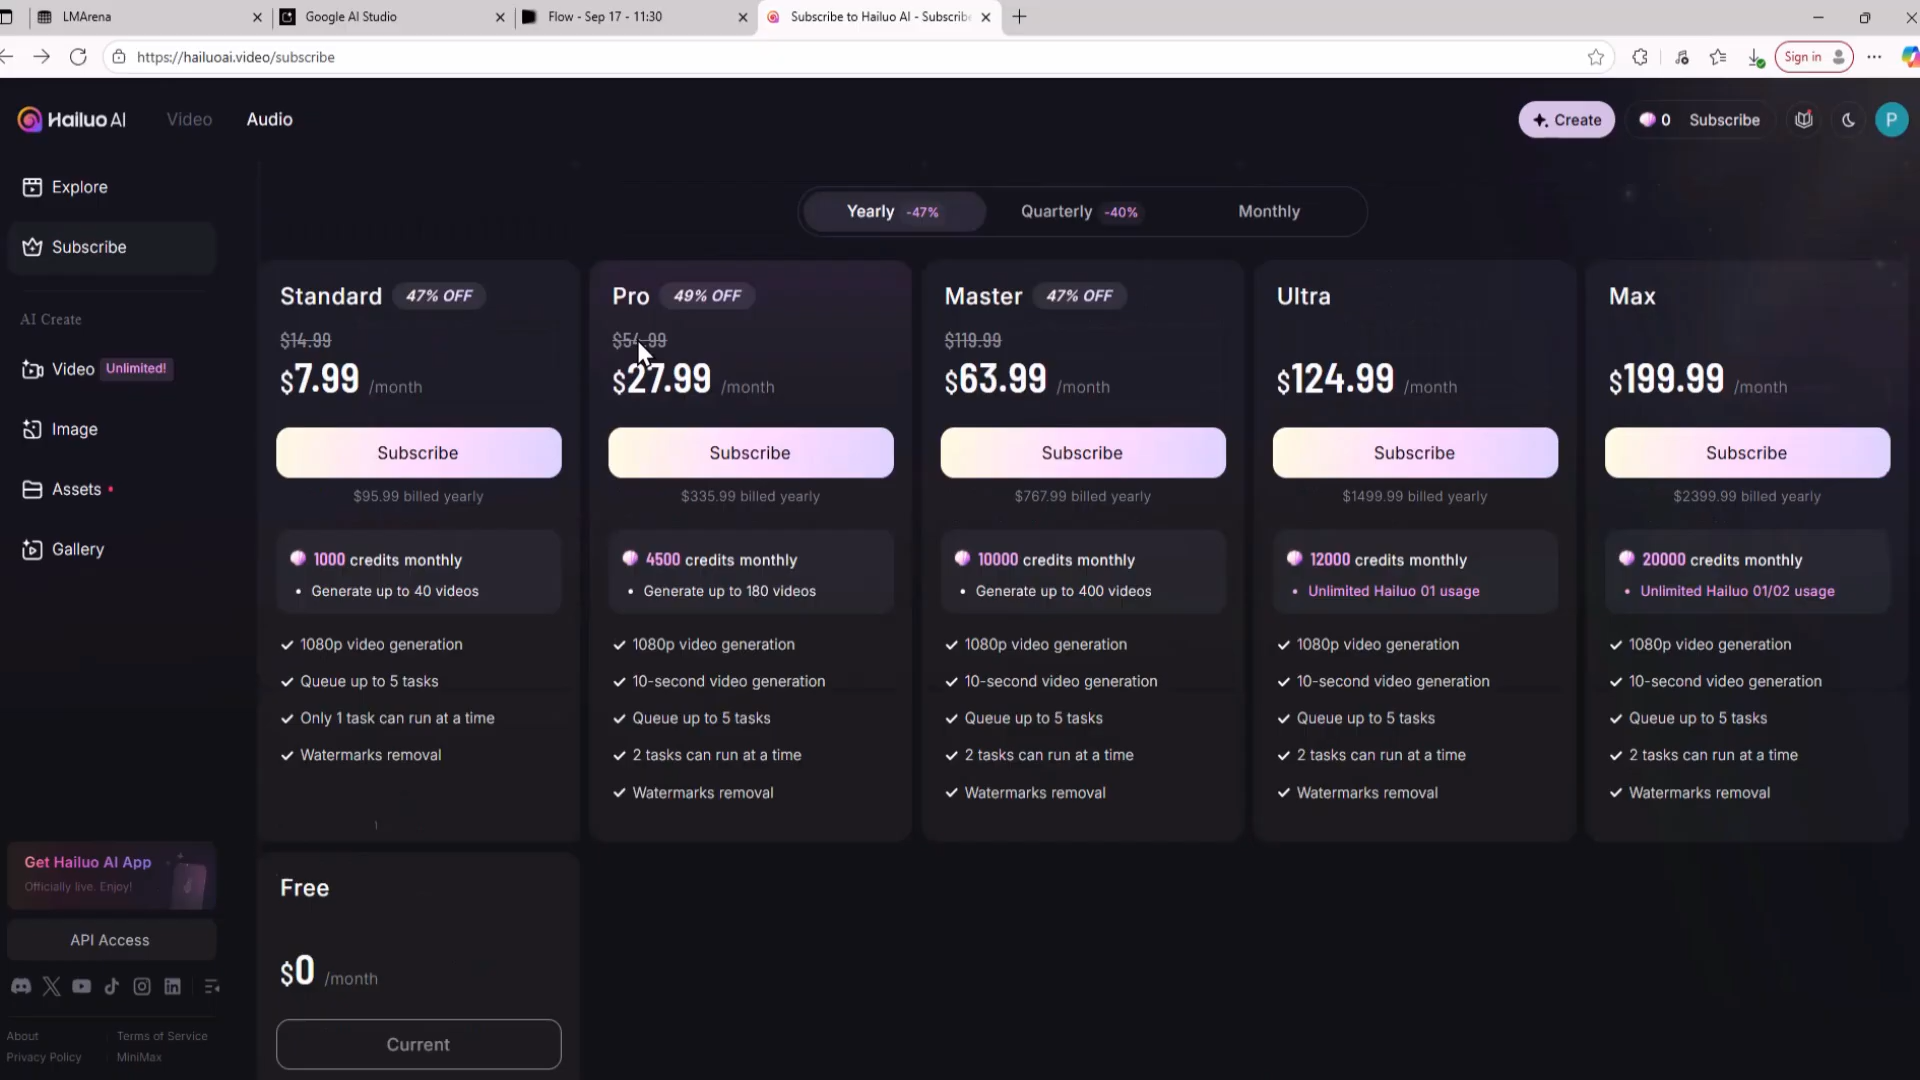 LMArena
Google AI Studio
Flow - Sep 17 - 11:30
Subscribe to Hailuo AI - Subscribe
https://hailuoai.video/subscribe
Sign in
Hailuo AI
Video
Audio
Create
0
Subscribe
P
Explore
Subscribe
AI Create
Video Unlimited!
Image
Assets
Gallery
Get Hailuo AI App
Officially live. Enjoy!
API Access
About
Terms of Service
Privacy Policy
MiniMax
Yearly -47%
Quarterly -40%
Monthly
Standard 47% OFF
$14.99
$7.99 /month
Subscribe
$95.99 billed yearly
1000 credits monthly
• Generate up to 40 videos
1080p video generation
Queue up to 5 tasks
Only 1 task can run at a time
Watermarks removal
Pro 49% OFF
$54.99
$27.99 /month
Subscribe
$335.99 billed yearly
4500 credits monthly
• Generate up to 180 videos
1080p video generation
10-second video generation
Queue up to 5 tasks
2 tasks can run at a time
Watermarks removal
Master 47% OFF
$119.99
$63.99 /month
Subscribe
$767.99 billed yearly
10000 credits monthly
• Generate up to 400 videos
1080p video generation
10-second video generation
Queue up to 5 tasks
2 tasks can run at a time
Watermarks removal
Ultra
$124.99 /month
Subscribe
$1499.99 billed yearly
12000 credits monthly
• Unlimited Hailuo 01 usage
1080p video generation
10-second video generation
Queue up to 5 tasks
2 tasks can run at a time
Watermarks removal
Max
$199.99 /month
Subscribe
$2399.99 billed yearly
20000 credits monthly
• Unlimited Hailuo 01/02 usage
1080p video generation
10-second video generation
Queue up to 5 tasks
2 tasks can run at a time
Watermarks removal
Free
$0 /month
Current